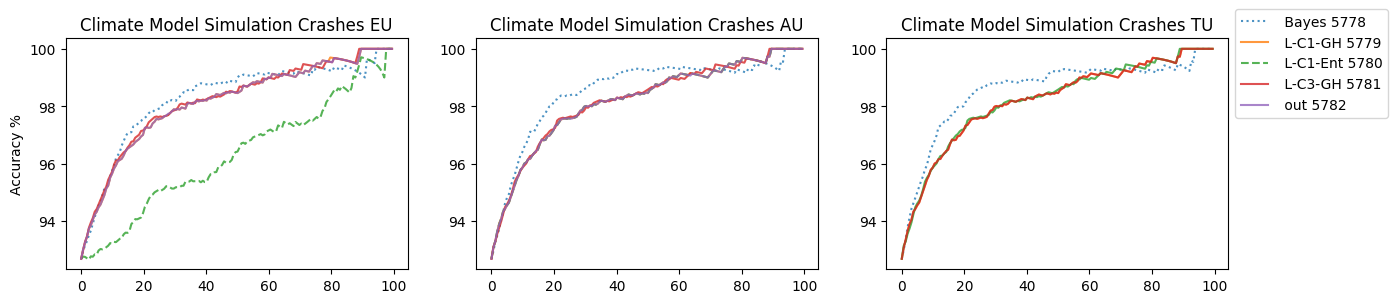 Climate Model Simulation Crashes EU
Climate Model Simulation Crashes AU
Climate Model Simulation Crashes TU
Accuracy %
100
98
96
94
0 20 40 60 80 100
100
98
96
94
0 20 40 60 80 100
100
98
96
94
0 20 40 60 80 100
Bayes 5778
L-C1-GH 5779
L-C1-Ent 5780
L-C3-GH 5781
out 5782